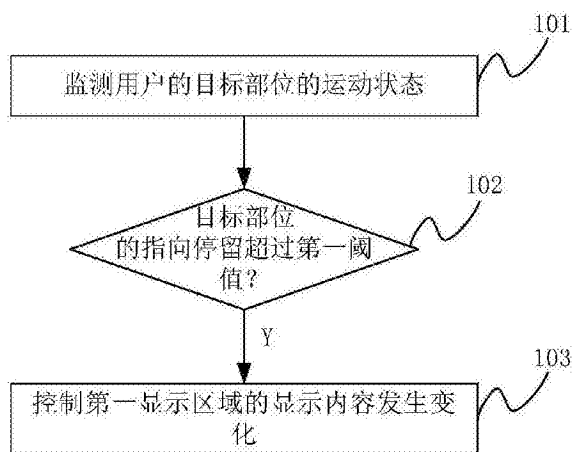 101
监测用户的目标部位的运动状态
102
目标部位
的指向停留超过第一阈
值?
Y
103
控制第一显示区域的显示内容发生变
化